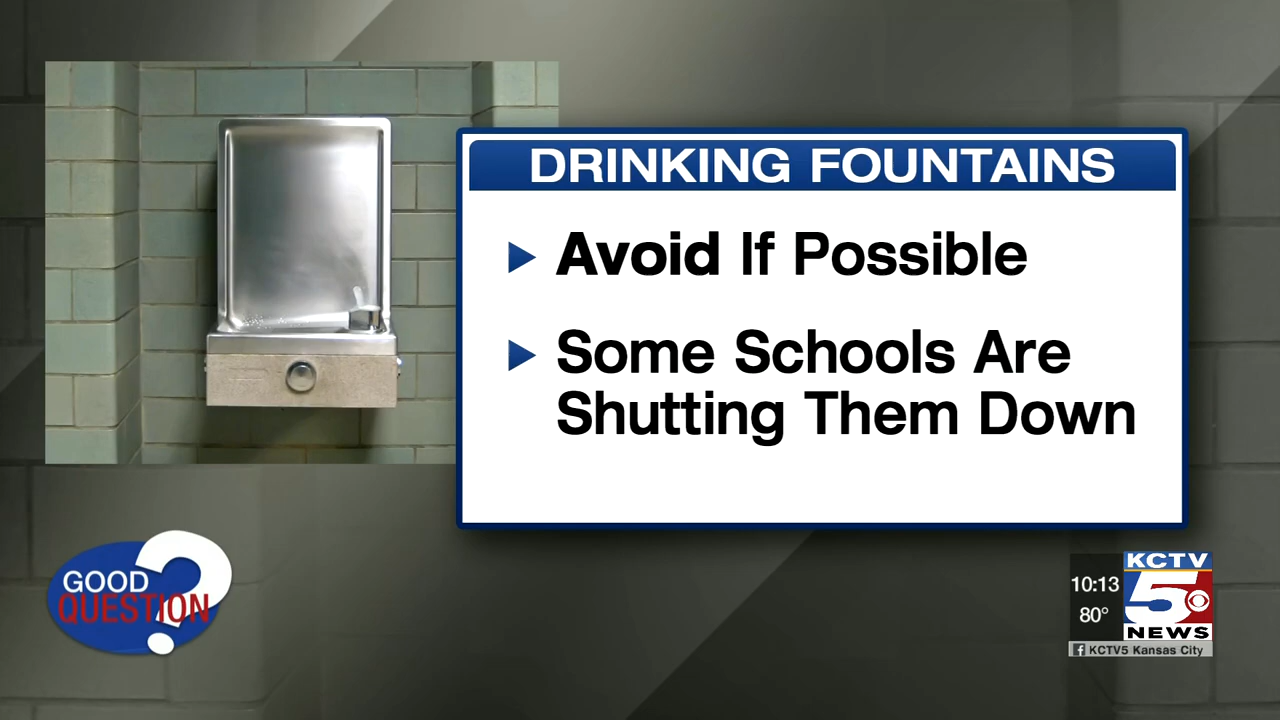 DRINKING FOUNTAINS
Avoid If Possible
Some Schools Are
Shutting Them Down
GOOD
QUESTION
?
10:13
80°
KCTV
5
NEWS
f KCTV5 Kansas City